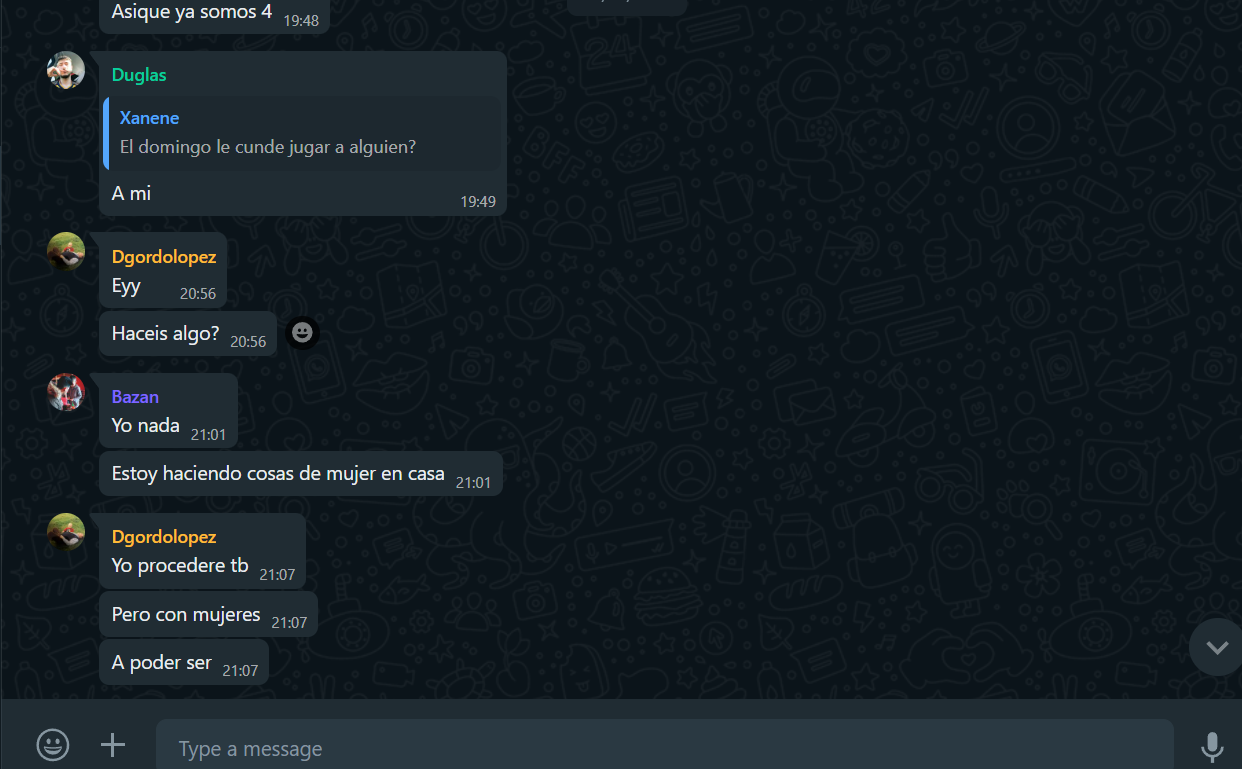 Asique ya somos 4 19:48
Duglas
Xanene
El domingo le cunde jugar a alguien?
A mi 19:49
Dgordolopez
Eyy 20:56
Haceis algo? 20:56
Bazan
Yo nada 21:01
Estoy haciendo cosas de mujer en casa 21:01
Dgordolopez
Yo procedere tb 21:07
Pero con mujeres 21:07
A poder ser 21:07
Type a message